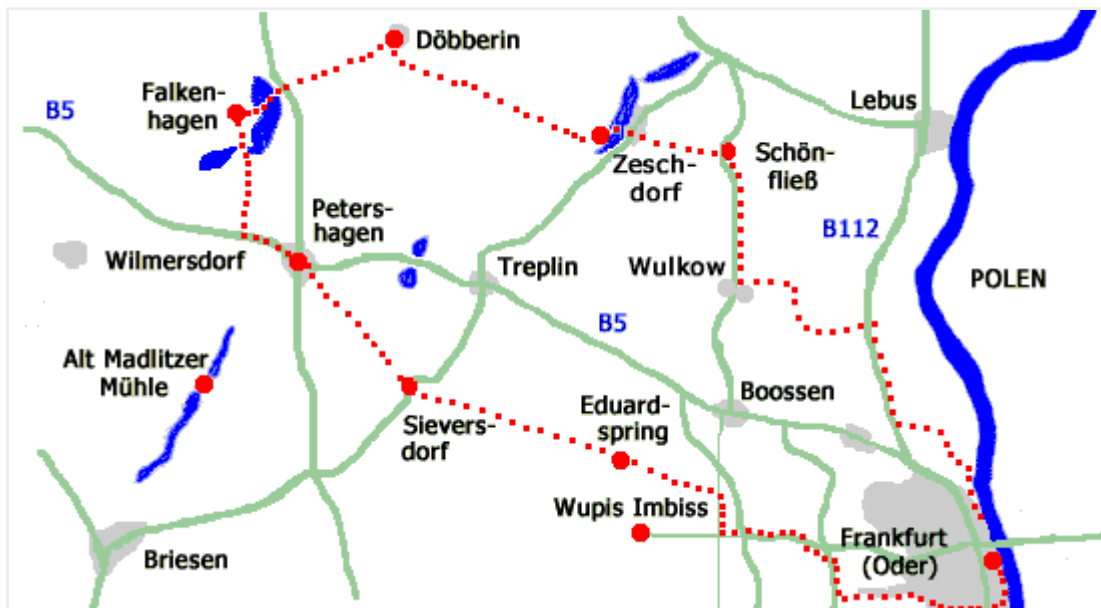 Döbberin
Falken-
hagen
B5
Lebus
Zesch-
dorf
Schön-
fließ
Peters-
hagen
B112
Wilmersdorf
Treplin
Wulkow
POLEN
B5
Alt Madlitzer
Mühle
Boossen
Eduard-
spring
Sievers-
dorf
Wupis Imbiss
Frankfurt
(Oder)
Briesen